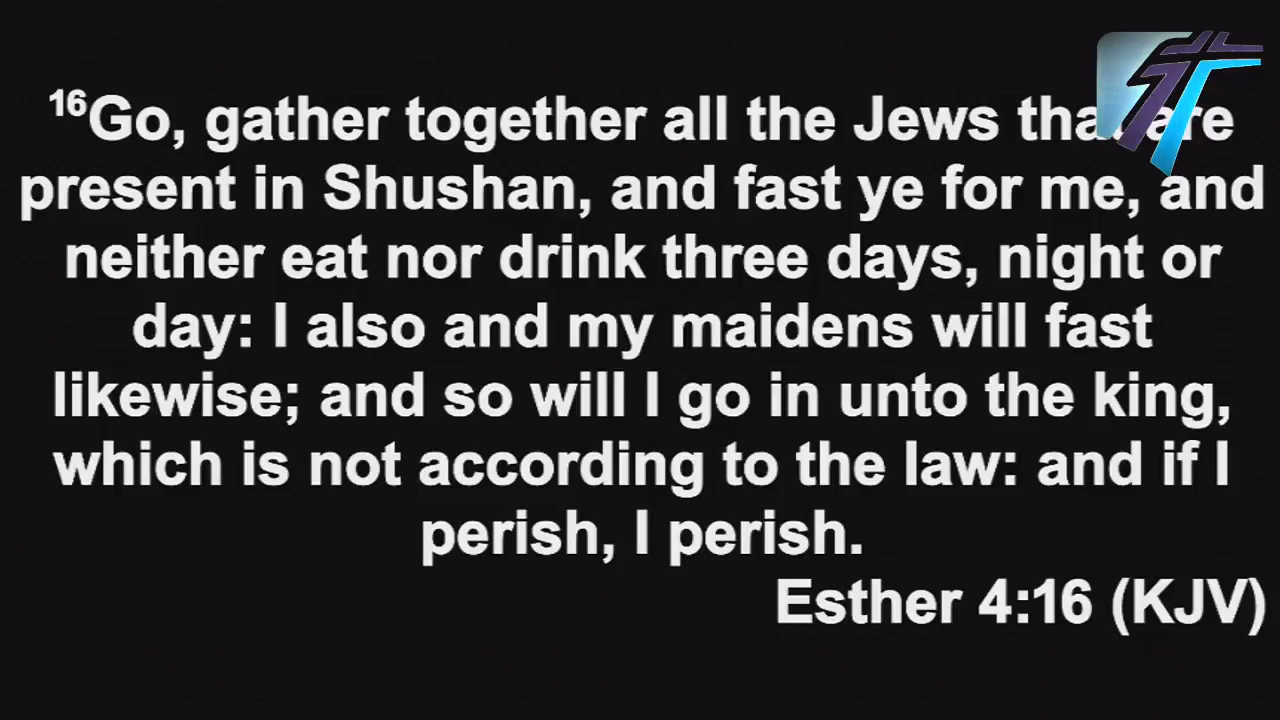 16Go, gather together all the Jews that are
present in Shushan, and fast ye for me, and
neither eat nor drink three days, night or
day: I also and my maidens will fast
likewise; and so will I go in unto the king,
which is not according to the law: and if I
perish, I perish.
Esther 4:16 (KJV)